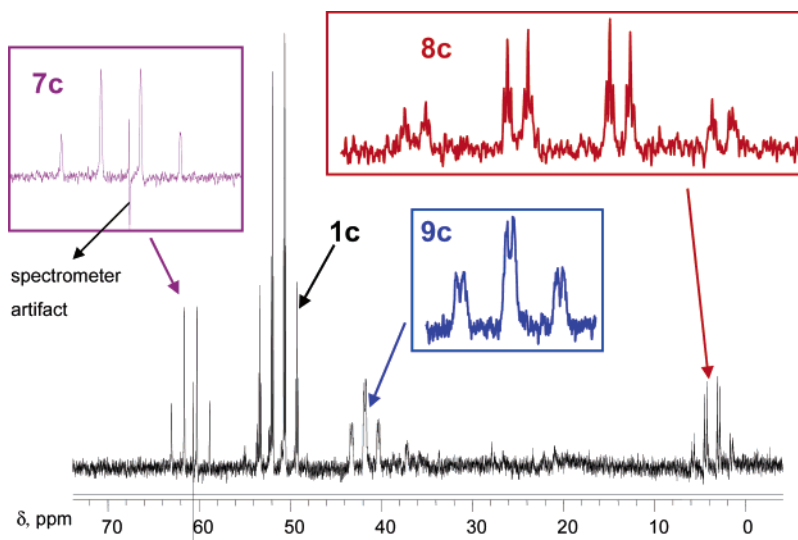 7c
8c
9c
1c
spectrometer
artifact
δ, ppm
70
60
50
40
30
20
10
0